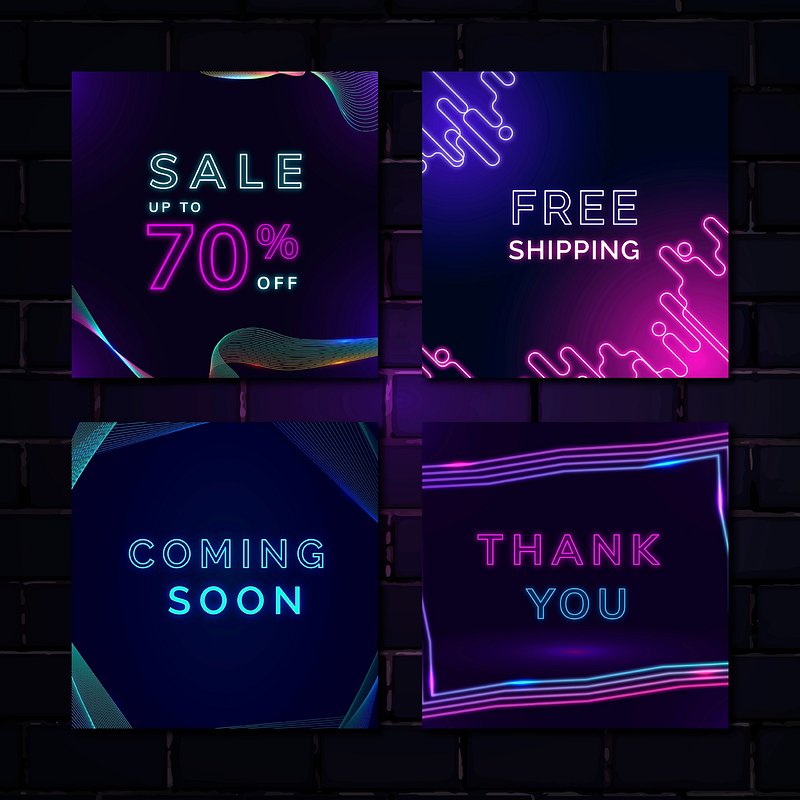 SALE
UP TO
70%
OFF
FREE
SHIPPING
COMING
SOON
THANK
YOU